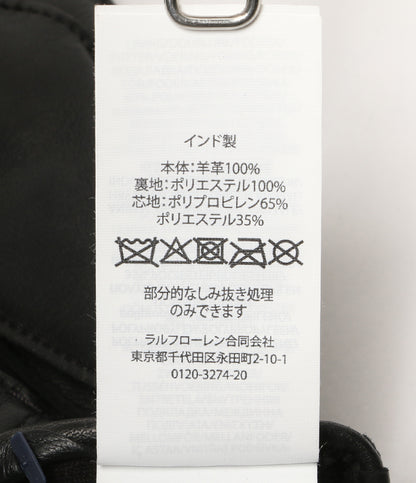 インド製
本体:羊革100%
裏地:ポリエステル100%
芯地:ポリプロピレン65%
ポリエステル35%
部分的なしみ抜き処理
のみできます
ラルフローレン合同会社
東京都千代田区永田町2-10-1
0120-3274-20